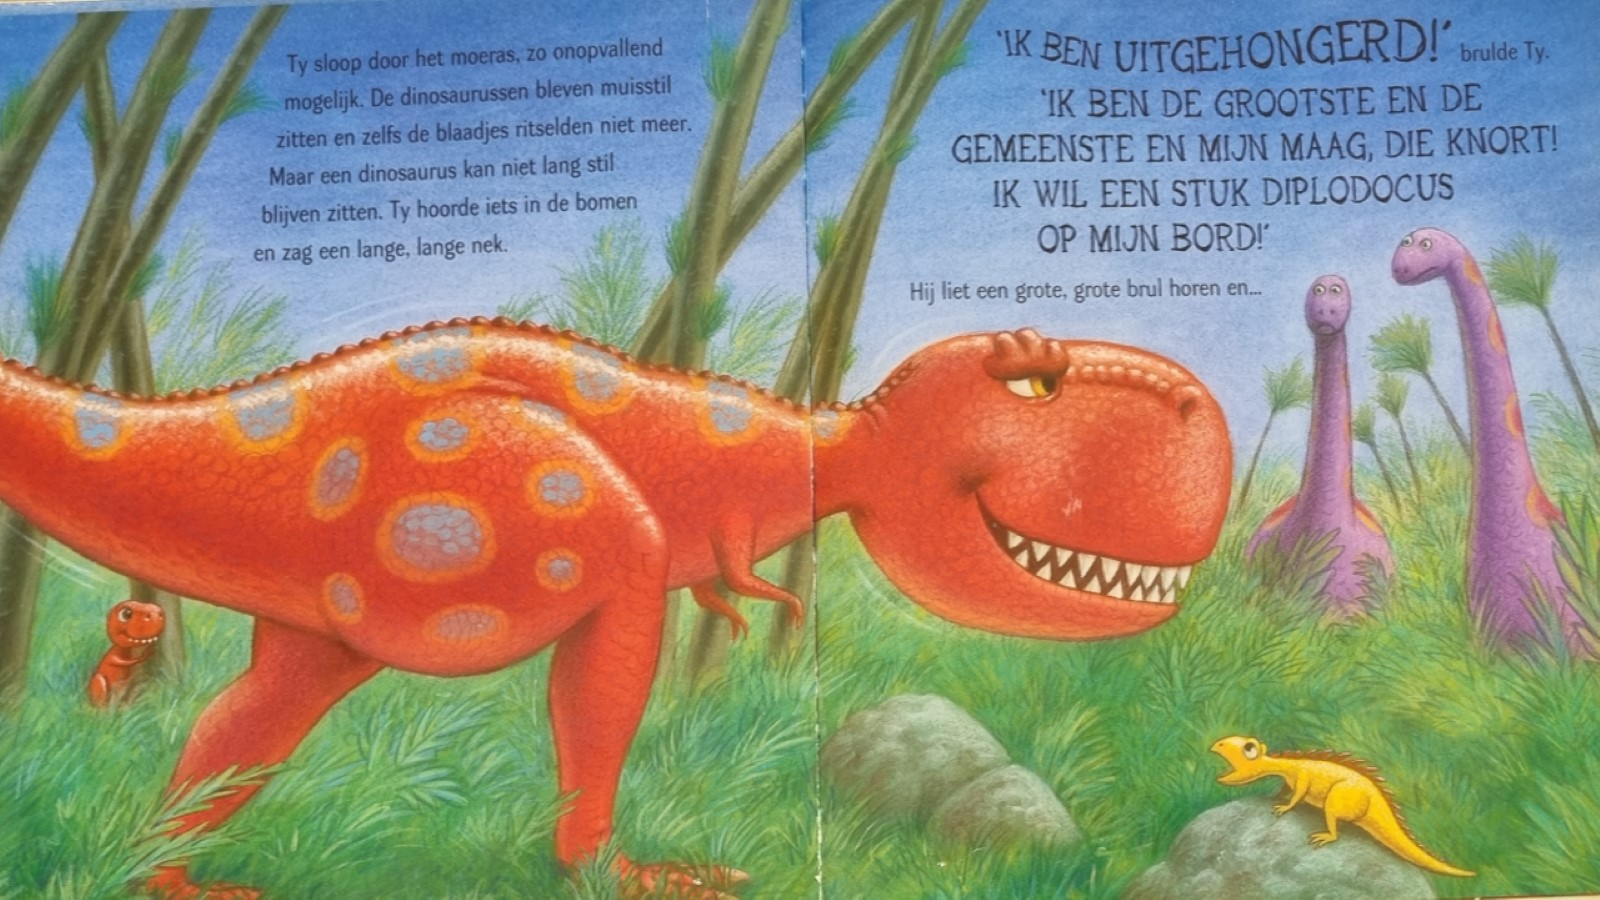 Ty sloop door het moeras, zo onopvallend
mogelijk. De dinosaurussen bleven muisstil
zitten en zelfs de blaadjes ritselden niet meer.
Maar een dinosaurus kan niet lang stil
blijven zitten. Ty hoorde iets in de bomen
en zag een lange, lange nek.
'IK BEN UITGEHONGERD!' brulde Ty.
'IK BEN DE GROOTSTE EN DE
GEMEENSTE EN MIJN MAAG, DIE KNORT!
IK WIL EEN STUK DIPLODOCUS
OP MIJN BORD!'
Hij liet een grote, grote brul horen en...